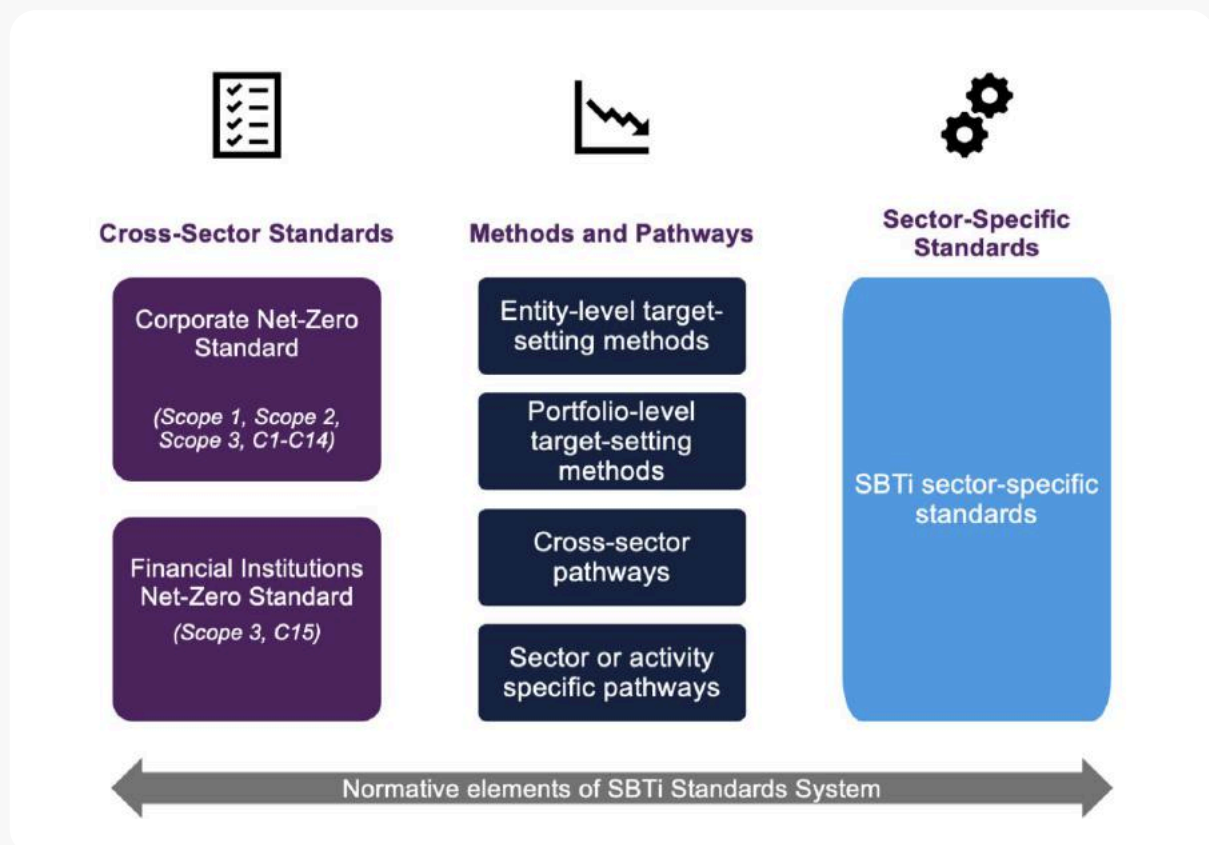 Cross-Sector Standards
Corporate Net-Zero
Standard
(Scope 1, Scope 2,
Scope 3, C1-C14)
Financial Institutions
Net-Zero Standard
(Scope 3, C15)
Methods and Pathways
Entity-level target-
setting methods
Portfolio-level
target-setting
methods
Cross-sector
pathways
Sector or activity
specific pathways
Sector-Specific
Standards
SBTi sector-specific
standards
Normative elements of SBTi Standards System